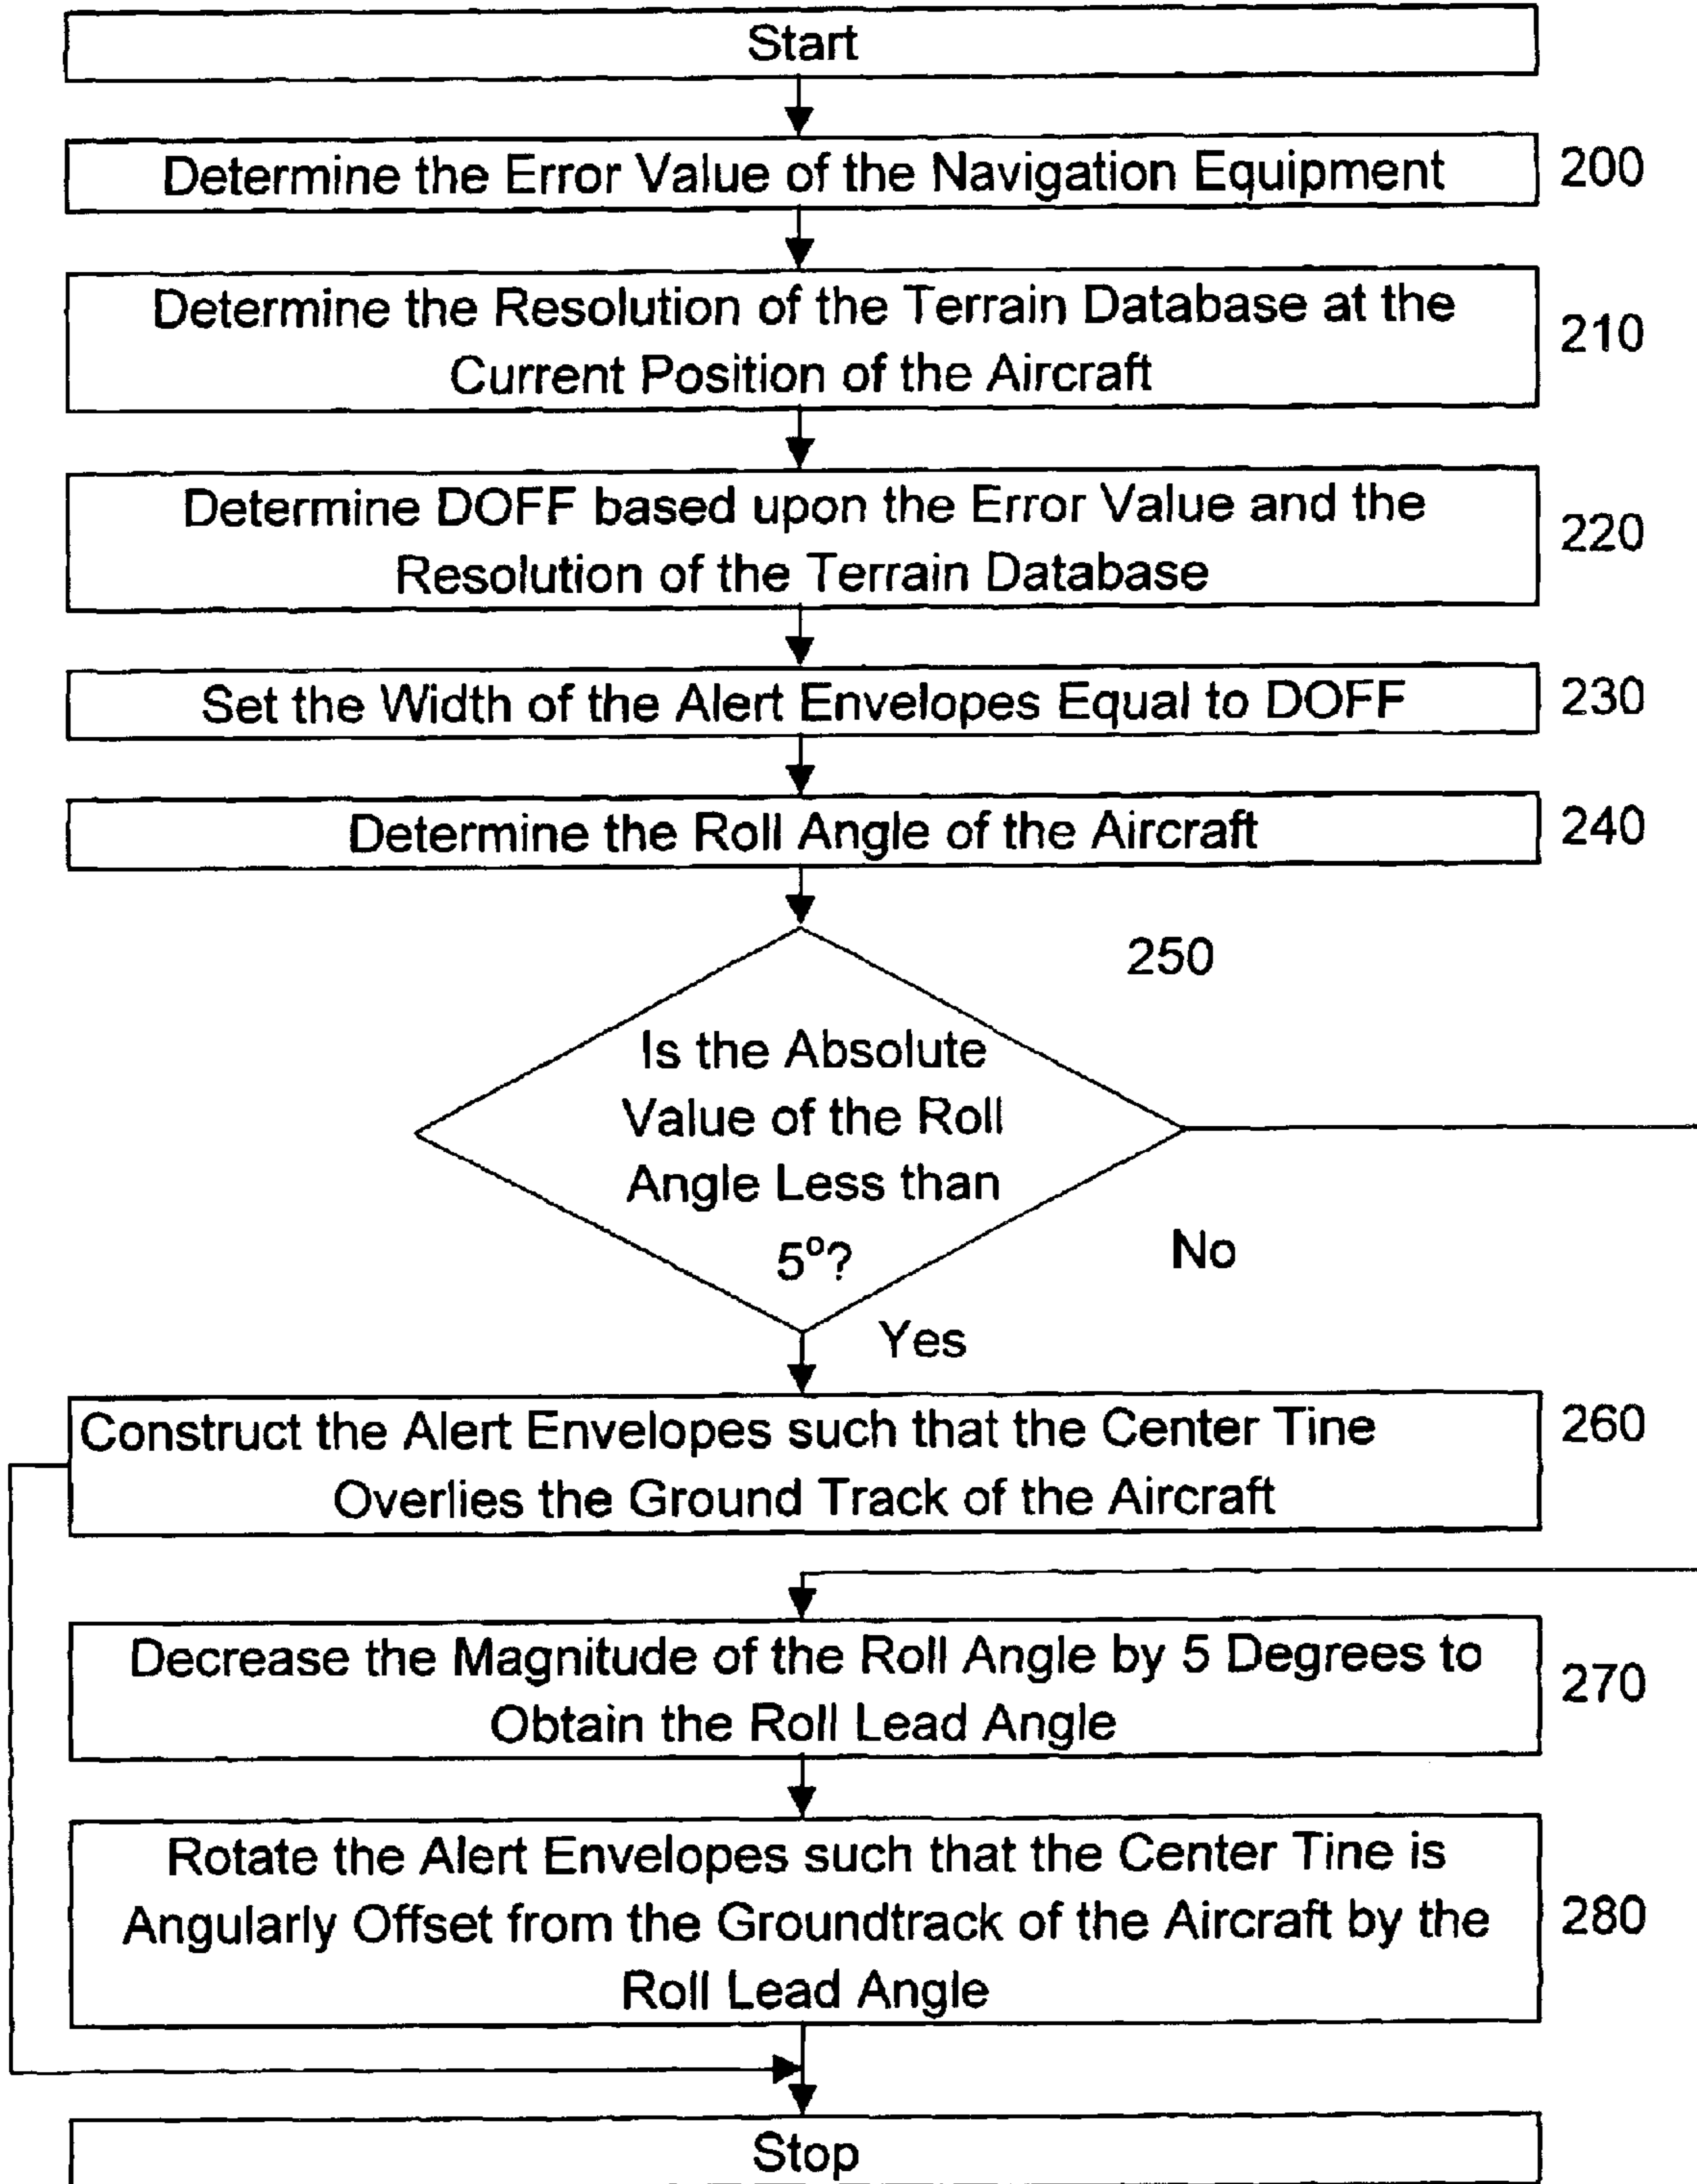 Start
Determine the Error Value of the Navigation Equipment
200
Determine the Resolution of the Terrain Database at the
Current Position of the Aircraft
210
Determine DOFF based upon the Error Value and the
Resolution of the Terrain Database
220
Set the Width of the Alert Envelopes Equal to DOFF
230
Determine the Roll Angle of the Aircraft
240
250
Is the Absolute
Value of the Roll
Angle Less than
5º?
No
Yes
Construct the Alert Envelopes such that the Center Tine
Overlies the Ground Track of the Aircraft
260
Decrease the Magnitude of the Roll Angle by 5 Degrees to
Obtain the Roll Lead Angle
270
Rotate the Alert Envelopes such that the Center Tine is
Angularly Offset from the Groundtrack of the Aircraft by the
Roll Lead Angle
280
Stop